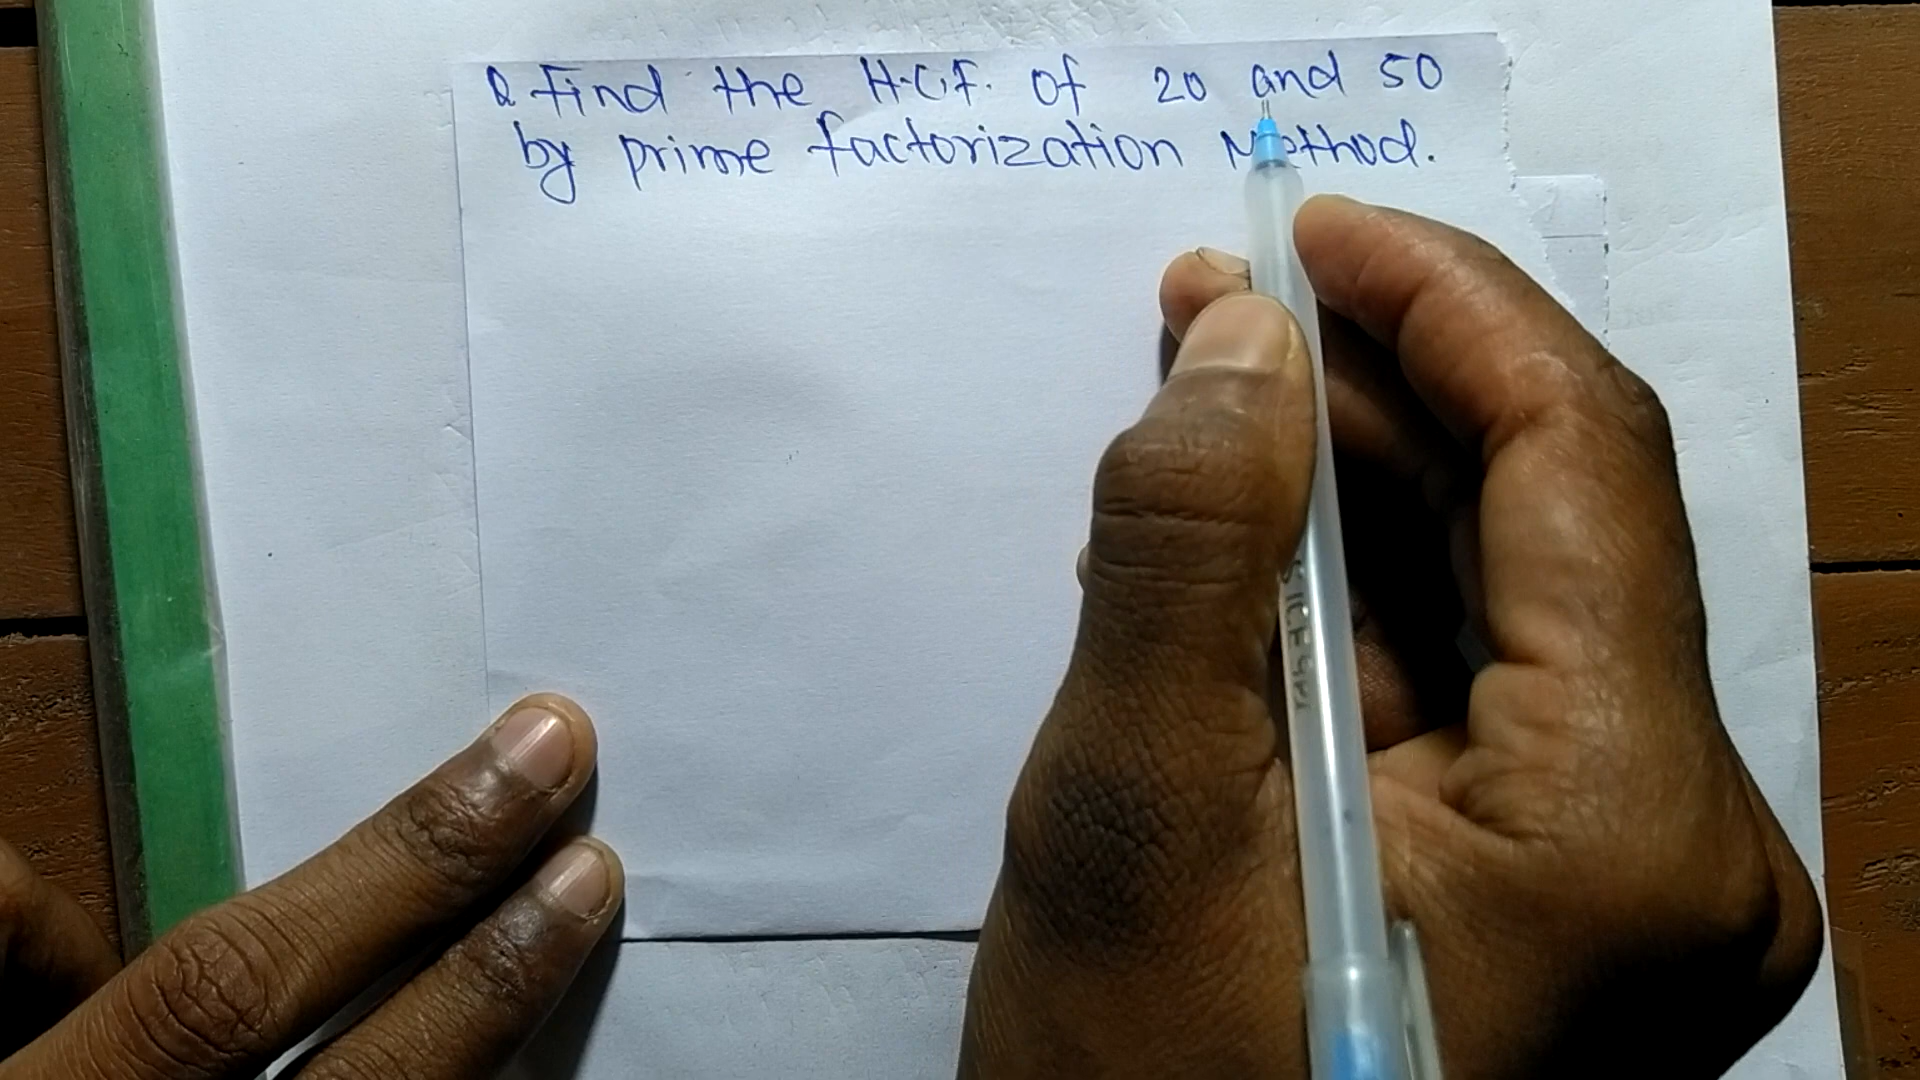 Q Find the H.C.F. of 20 and 50
by prime factorization Method.